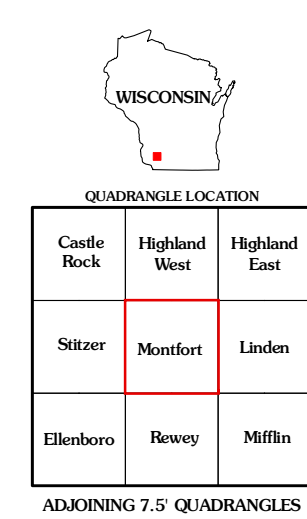 WISCONSIN
QUADRANGLE LOCATION
Castle Rock
Highland West
Highland East
Stitzer
Montfort
Linden
Ellenboro
Rewey
Mifflin
ADJOINING 7.5' QUADRANGLES